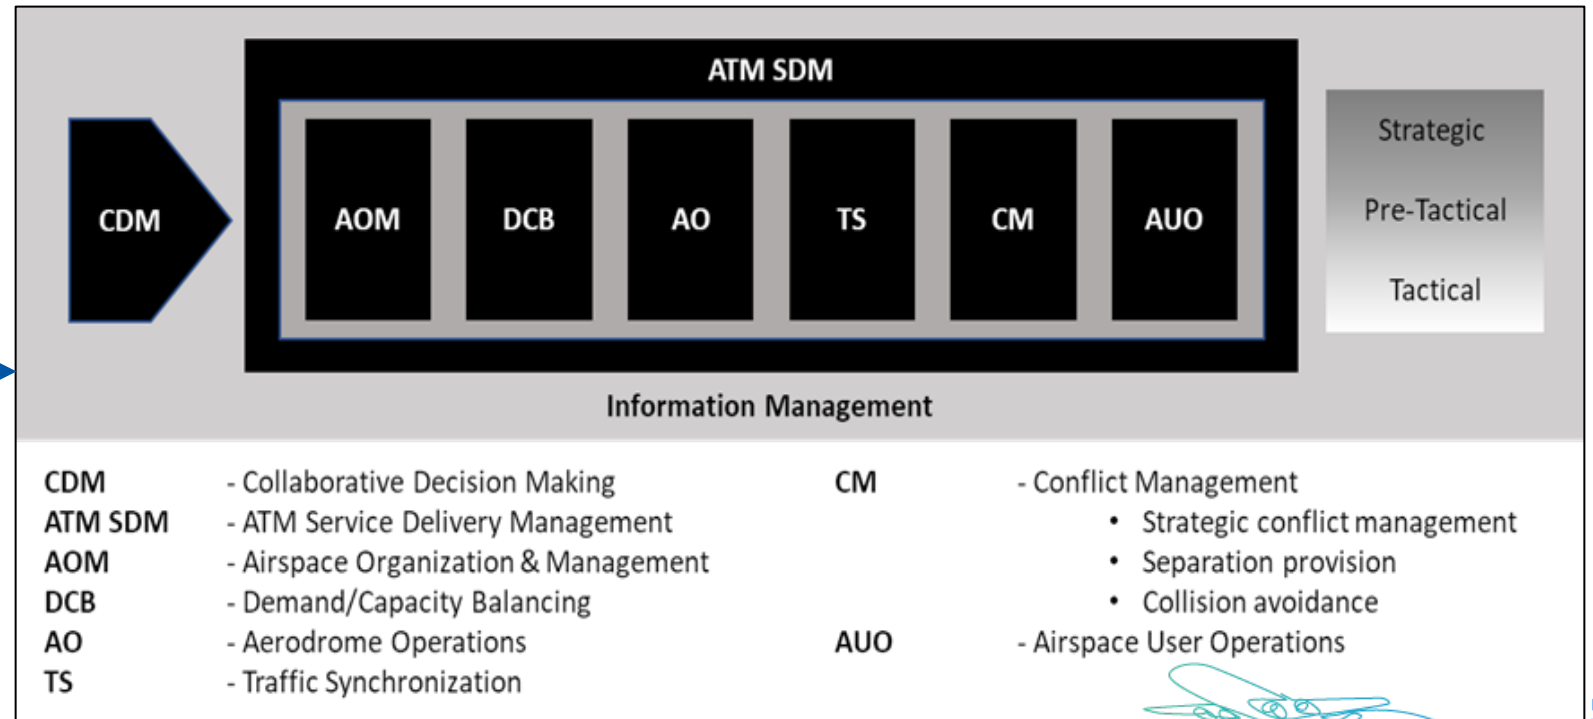 ATM SDM
CDM
AOM
DCB
AO
TS
CM
AUO
Strategic
Pre-Tactical
Tactical
Information Management
CDM - Collaborative Decision Making
ATM SDM - ATM Service Delivery Management
AOM - Airspace Organization & Management
DCB - Demand/Capacity Balancing
AO - Aerodrome Operations
TS - Traffic Synchronization
CM - Conflict Management
• Strategic conflict management
• Separation provision
• Collision avoidance
AUO - Airspace User Operations